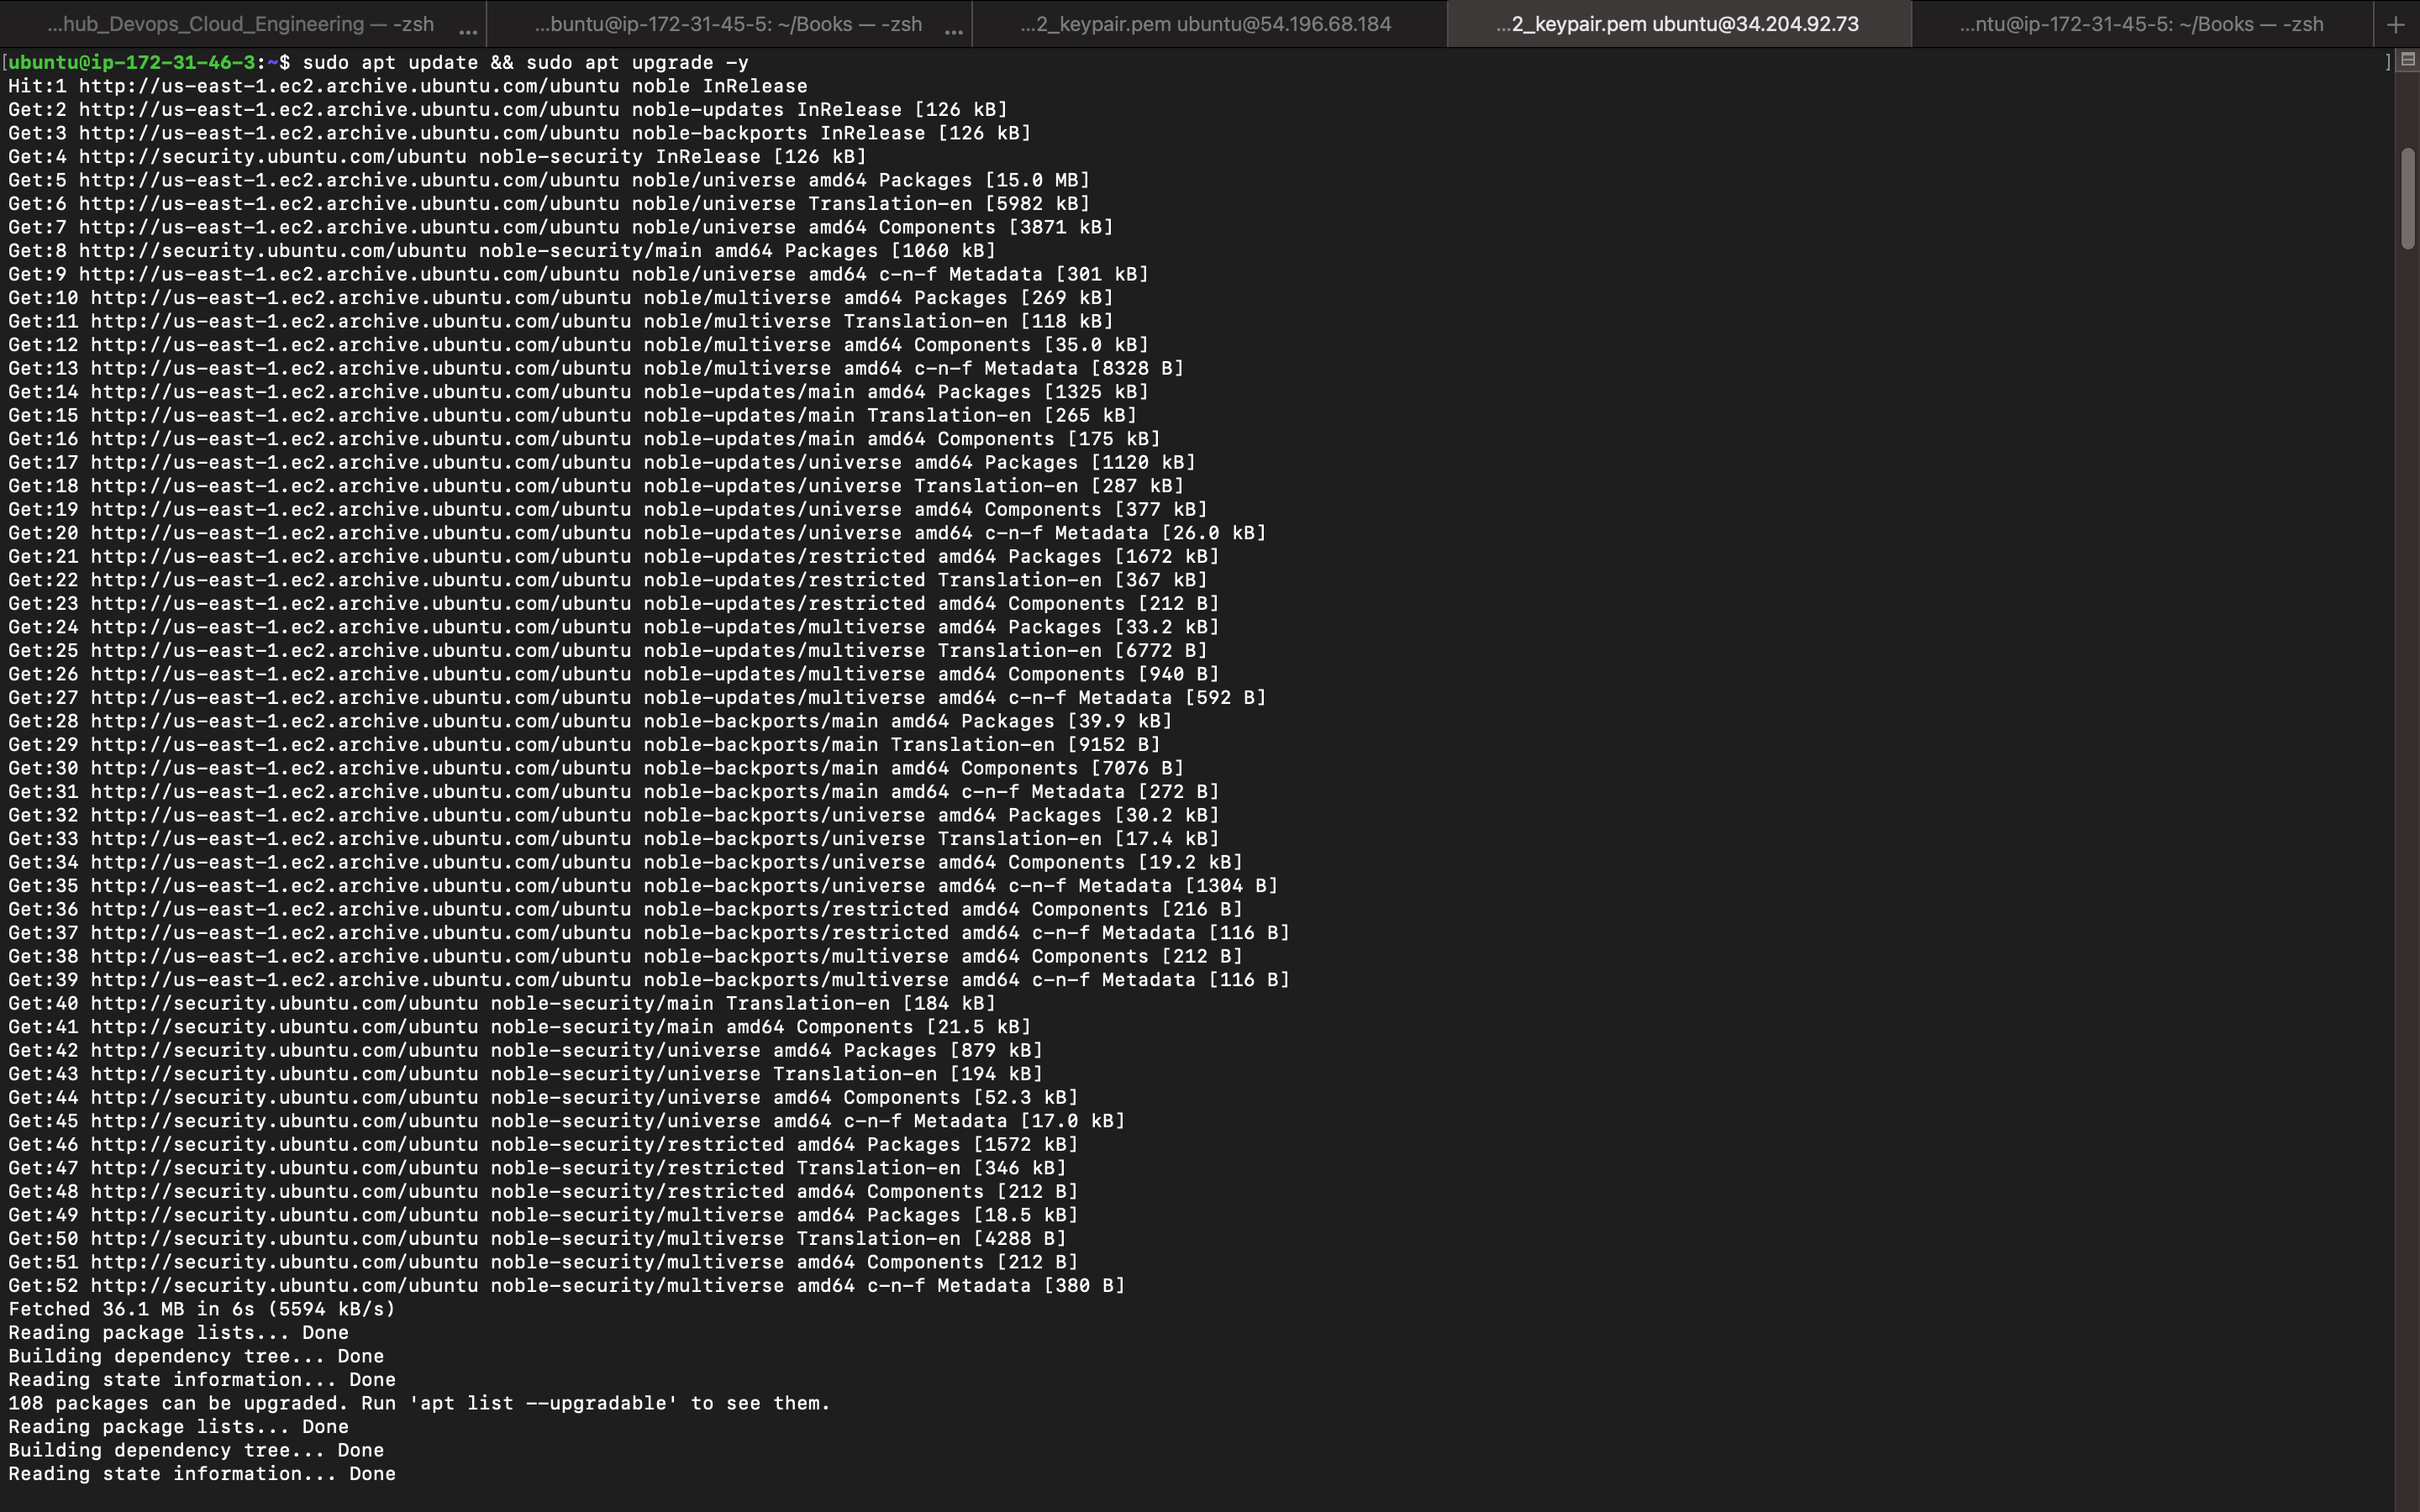 ...hub_Devops_Cloud_Engineering — -zsh ...
...buntu@ip-172-31-45-5: ~/Books — -zsh ...
...2_keypair.pem ubuntu@54.196.68.184
...2_keypair.pem ubuntu@34.204.92.73
...ntu@ip-172-31-45-5: ~/Books — -zsh
+
[ubuntu@ip-172-31-46-3:~$ sudo apt update && sudo apt upgrade -y ]
Hit:1 http://us-east-1.ec2.archive.ubuntu.com/ubuntu noble InRelease
Get:2 http://us-east-1.ec2.archive.ubuntu.com/ubuntu noble-updates InRelease [126 kB]
Get:3 http://us-east-1.ec2.archive.ubuntu.com/ubuntu noble-backports InRelease [126 kB]
Get:4 http://security.ubuntu.com/ubuntu noble-security InRelease [126 kB]
Get:5 http://us-east-1.ec2.archive.ubuntu.com/ubuntu noble/universe amd64 Packages [15.0 MB]
Get:6 http://us-east-1.ec2.archive.ubuntu.com/ubuntu noble/universe Translation-en [5982 kB]
Get:7 http://us-east-1.ec2.archive.ubuntu.com/ubuntu noble/universe amd64 Components [3871 kB]
Get:8 http://security.ubuntu.com/ubuntu noble-security/main amd64 Packages [1060 kB]
Get:9 http://us-east-1.ec2.archive.ubuntu.com/ubuntu noble/universe amd64 c-n-f Metadata [301 kB]
Get:10 http://us-east-1.ec2.archive.ubuntu.com/ubuntu noble/multiverse amd64 Packages [269 kB]
Get:11 http://us-east-1.ec2.archive.ubuntu.com/ubuntu noble/multiverse Translation-en [118 kB]
Get:12 http://us-east-1.ec2.archive.ubuntu.com/ubuntu noble/multiverse amd64 Components [35.0 kB]
Get:13 http://us-east-1.ec2.archive.ubuntu.com/ubuntu noble/multiverse amd64 c-n-f Metadata [8328 B]
Get:14 http://us-east-1.ec2.archive.ubuntu.com/ubuntu noble-updates/main amd64 Packages [1325 kB]
Get:15 http://us-east-1.ec2.archive.ubuntu.com/ubuntu noble-updates/main Translation-en [265 kB]
Get:16 http://us-east-1.ec2.archive.ubuntu.com/ubuntu noble-updates/main amd64 Components [175 kB]
Get:17 http://us-east-1.ec2.archive.ubuntu.com/ubuntu noble-updates/universe amd64 Packages [1120 kB]
Get:18 http://us-east-1.ec2.archive.ubuntu.com/ubuntu noble-updates/universe Translation-en [287 kB]
Get:19 http://us-east-1.ec2.archive.ubuntu.com/ubuntu noble-updates/universe amd64 Components [377 kB]
Get:20 http://us-east-1.ec2.archive.ubuntu.com/ubuntu noble-updates/universe amd64 c-n-f Metadata [26.0 kB]
Get:21 http://us-east-1.ec2.archive.ubuntu.com/ubuntu noble-updates/restricted amd64 Packages [1672 kB]
Get:22 http://us-east-1.ec2.archive.ubuntu.com/ubuntu noble-updates/restricted Translation-en [367 kB]
Get:23 http://us-east-1.ec2.archive.ubuntu.com/ubuntu noble-updates/restricted amd64 Components [212 B]
Get:24 http://us-east-1.ec2.archive.ubuntu.com/ubuntu noble-updates/multiverse amd64 Packages [33.2 kB]
Get:25 http://us-east-1.ec2.archive.ubuntu.com/ubuntu noble-updates/multiverse Translation-en [6772 B]
Get:26 http://us-east-1.ec2.archive.ubuntu.com/ubuntu noble-updates/multiverse amd64 Components [940 B]
Get:27 http://us-east-1.ec2.archive.ubuntu.com/ubuntu noble-updates/multiverse amd64 c-n-f Metadata [592 B]
Get:28 http://us-east-1.ec2.archive.ubuntu.com/ubuntu noble-backports/main amd64 Packages [39.9 kB]
Get:29 http://us-east-1.ec2.archive.ubuntu.com/ubuntu noble-backports/main Translation-en [9152 B]
Get:30 http://us-east-1.ec2.archive.ubuntu.com/ubuntu noble-backports/main amd64 Components [7076 B]
Get:31 http://us-east-1.ec2.archive.ubuntu.com/ubuntu noble-backports/main amd64 c-n-f Metadata [272 B]
Get:32 http://us-east-1.ec2.archive.ubuntu.com/ubuntu noble-backports/universe amd64 Packages [30.2 kB]
Get:33 http://us-east-1.ec2.archive.ubuntu.com/ubuntu noble-backports/universe Translation-en [17.4 kB]
Get:34 http://us-east-1.ec2.archive.ubuntu.com/ubuntu noble-backports/universe amd64 Components [19.2 kB]
Get:35 http://us-east-1.ec2.archive.ubuntu.com/ubuntu noble-backports/universe amd64 c-n-f Metadata [1304 B]
Get:36 http://us-east-1.ec2.archive.ubuntu.com/ubuntu noble-backports/restricted amd64 Components [216 B]
Get:37 http://us-east-1.ec2.archive.ubuntu.com/ubuntu noble-backports/restricted amd64 c-n-f Metadata [116 B]
Get:38 http://us-east-1.ec2.archive.ubuntu.com/ubuntu noble-backports/multiverse amd64 Components [212 B]
Get:39 http://us-east-1.ec2.archive.ubuntu.com/ubuntu noble-backports/multiverse amd64 c-n-f Metadata [116 B]
Get:40 http://security.ubuntu.com/ubuntu noble-security/main Translation-en [184 kB]
Get:41 http://security.ubuntu.com/ubuntu noble-security/main amd64 Components [21.5 kB]
Get:42 http://security.ubuntu.com/ubuntu noble-security/universe amd64 Packages [879 kB]
Get:43 http://security.ubuntu.com/ubuntu noble-security/universe Translation-en [194 kB]
Get:44 http://security.ubuntu.com/ubuntu noble-security/universe amd64 Components [52.3 kB]
Get:45 http://security.ubuntu.com/ubuntu noble-security/universe amd64 c-n-f Metadata [17.0 kB]
Get:46 http://security.ubuntu.com/ubuntu noble-security/restricted amd64 Packages [1572 kB]
Get:47 http://security.ubuntu.com/ubuntu noble-security/restricted Translation-en [346 kB]
Get:48 http://security.ubuntu.com/ubuntu noble-security/restricted amd64 Components [212 B]
Get:49 http://security.ubuntu.com/ubuntu noble-security/multiverse amd64 Packages [18.5 kB]
Get:50 http://security.ubuntu.com/ubuntu noble-security/multiverse Translation-en [4288 B]
Get:51 http://security.ubuntu.com/ubuntu noble-security/multiverse amd64 Components [212 B]
Get:52 http://security.ubuntu.com/ubuntu noble-security/multiverse amd64 c-n-f Metadata [380 B]
Fetched 36.1 MB in 6s (5594 kB/s)
Reading package lists... Done
Building dependency tree... Done
Reading state information... Done
108 packages can be upgraded. Run 'apt list --upgradable' to see them.
Reading package lists... Done
Building dependency tree... Done
Reading state information... Done